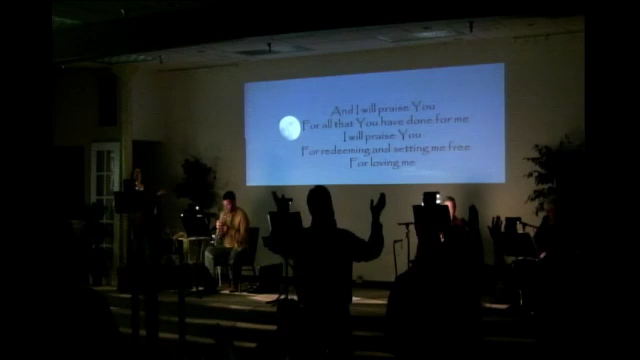 And I will praise You
For all that You have done for me
I will praise You
For redeeming and setting me free
For loving me